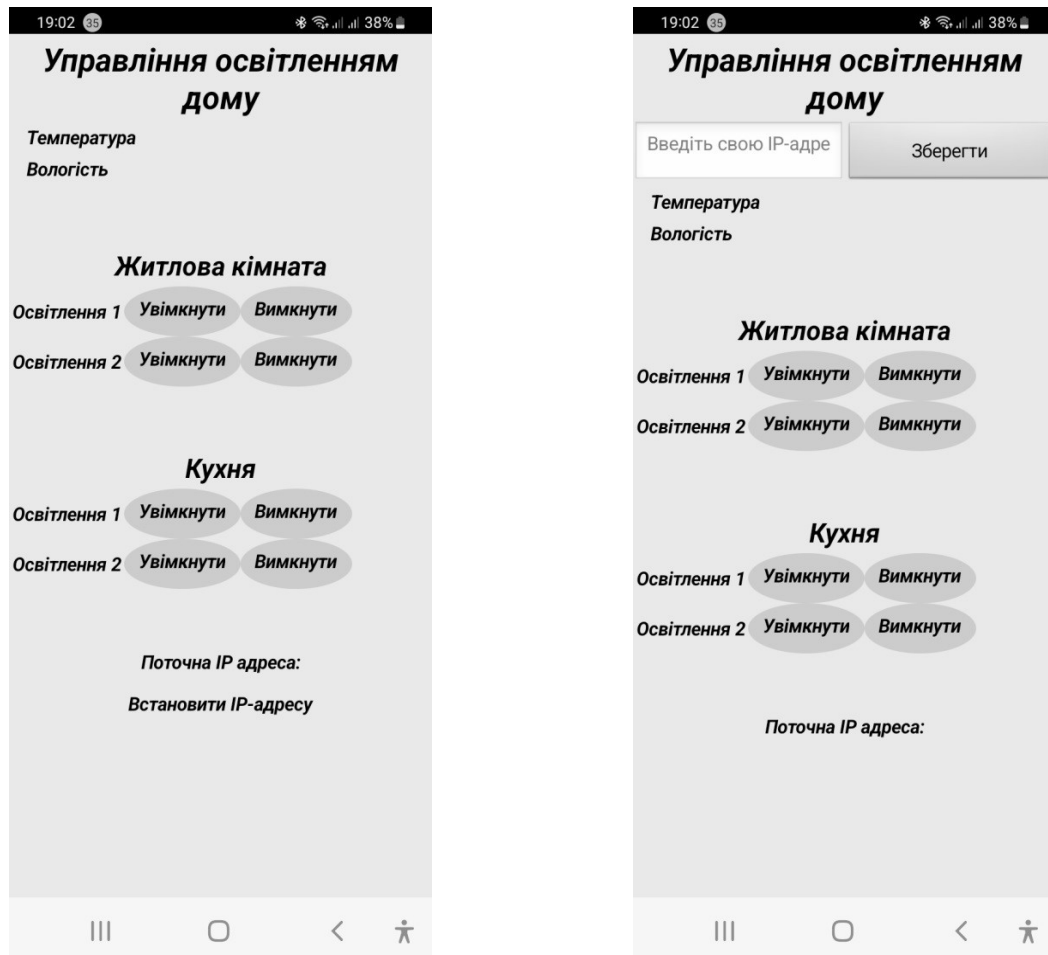 19:02 35 38%
Управління освітленням
дому
Температура
Вологість
Житлова кімната
Освітлення 1 Увімкнути Вимкнути
Освітлення 2 Увімкнути Вимкнути
Кухня
Освітлення 1 Увімкнути Вимкнути
Освітлення 2 Увімкнути Вимкнути
Поточна IP адреса:
Встановити IP-адресу
19:02 35 38%
Управління освітленням
дому
Введіть свою IP-адре Зберегти
Температура
Вологість
Житлова кімната
Освітлення 1 Увімкнути Вимкнути
Освітлення 2 Увімкнути Вимкнути
Кухня
Освітлення 1 Увімкнути Вимкнути
Освітлення 2 Увімкнути Вимкнути
Поточна IP адреса: